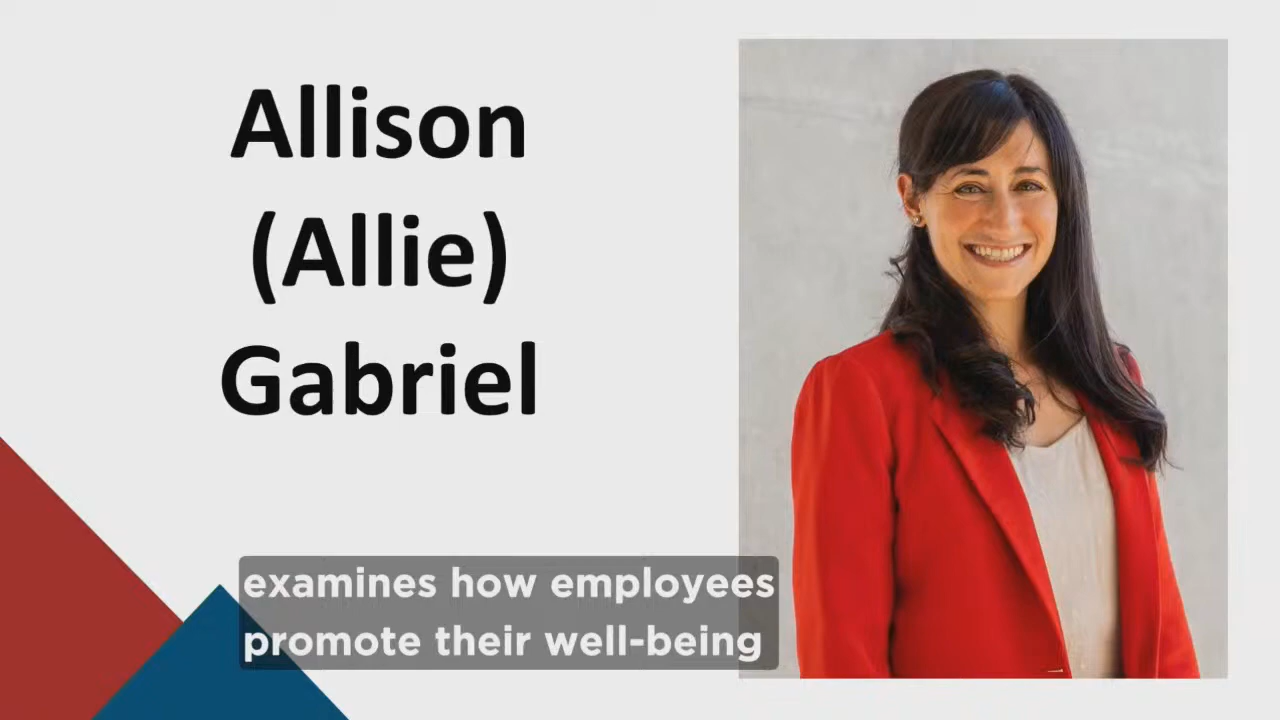 Allison
(Allie)
Gabriel
examines how employees
promote their well-being